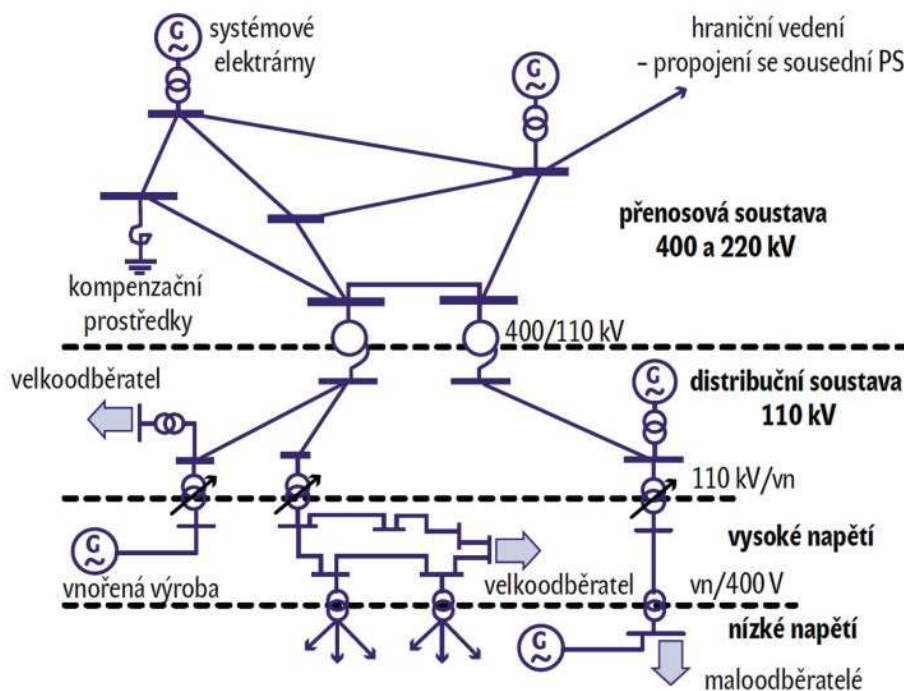 G
systémové
elektrárny
G
hraniční vedení
– propojení se sousední PS
přenosová soustava
400 a 220 kV
kompenzační
prostředky
400/110 kV
velkoodběratel
G
distribuční soustava
110 kV
110 kV/vn
G
vnořená výroba
vysoké napětí
velkoodběratel
vn/400 V
G
nízké napětí
maloodběratelé